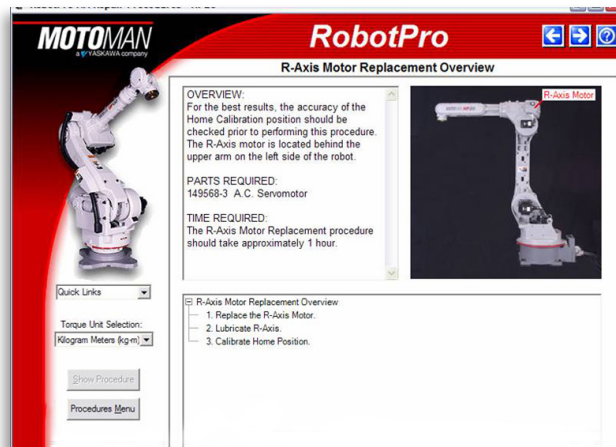 MOTOMAN
a YASKAWA company
RobotPro
R-Axis Motor Replacement Overview
OVERVIEW:
For the best results, the accuracy of the
Home Calibration position should be
checked prior to performing this procedure.
The R-Axis motor is located behind the
upper arm on the left side of the robot.
PARTS REQUIRED:
149568-3 A.C. Servomotor
TIME REQUIRED:
The R-Axis Motor Replacement procedure
should take approximately 1 hour.
R-Axis Motor
Quick Links
Torque Unit Selection:
Kilogram Meters (kg-m)
Show Procedure
Procedures Menu
R-Axis Motor Replacement Overview
1. Replace the R-Axis Motor.
2. Lubricate R-Axis.
3. Calibrate Home Position.